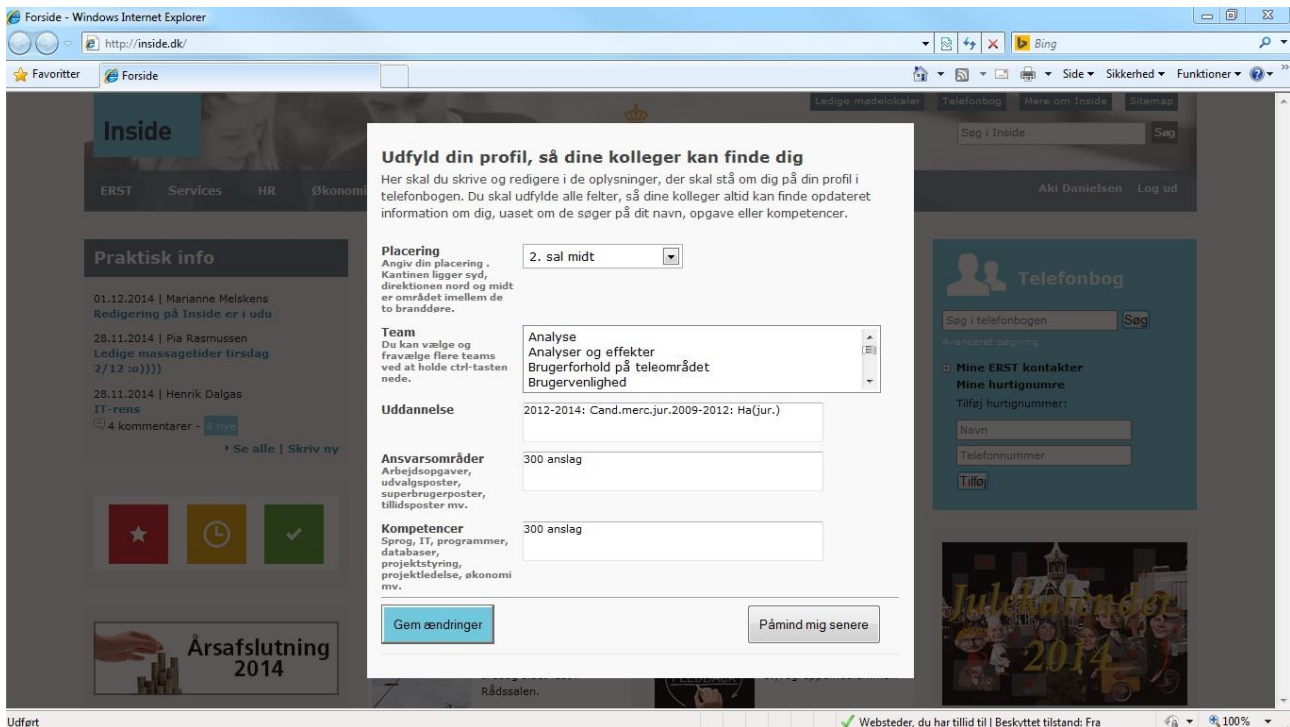 Forside - Windows Internet Explorer
http://inside.dk/
Bing
Favoritter
Forside
Side
Sikkerhed
Funktioner
Ledige mødelokaler
Telefonbog
Mere om Inside
Sitemap
Inside
Søg i Inside
Søg
ERST
Services
HR
Økonomi
Aki Danielsen
Log ud
Praktisk info
01.12.2014 | Marianne Melskens
Redigering på Inside er i udu
28.11.2014 | Pia Rasmussen
Ledige massagetider tirsdag
2/12 :o))))
28.11.2014 | Henrik Dalgas
IT-rens
4 kommentarer - 4 nye
Se alle | Skriv ny
Årsafslutning
2014
Udfyld din profil, så dine kolleger kan finde dig
Her skal du skrive og redigere i de oplysninger, der skal stå om dig på din profil i
telefonbogen. Du skal udfylde alle felter, så dine kolleger altid kan finde opdateret
information om dig, uaset om de søger på dit navn, opgave eller kompetencer.
Placering
Angiv din placering .
Kantinen ligger syd,
direktionen nord og midt
er området imellem de
to branddøre.
2. sal midt
Team
Du kan vælge og
fravælge flere teams
ved at holde ctrl-tasten
nede.
Analyse
Analyser og effekter
Brugerforhold på teleområdet
Brugervenlighed
Uddannelse
2012-2014: Cand.merc.jur.2009-2012: Ha(jur.)
Ansvarsområder
Arbejdsopgaver,
udvalgsposter,
superbrugerposter,
tillidsposter mv.
300 anslag
Kompetencer
Sprog, IT, programmer,
databaser,
projektstyring,
projektledelse, økonomi
mv.
300 anslag
Gem ændringer
Påmind mig senere
Rådssalen.
FEEDBACK
Telefonbog
Søg i telefonbogen
Søg
Avanceret søgning
Mine ERST kontakter
Mine hurtignumre
Tilføj hurtignummer:
Navn
Telefonnummer
Tilføj
Julekalender
2014
Udført
Websteder, du har tillid til | Beskyttet tilstand: Fra
100%